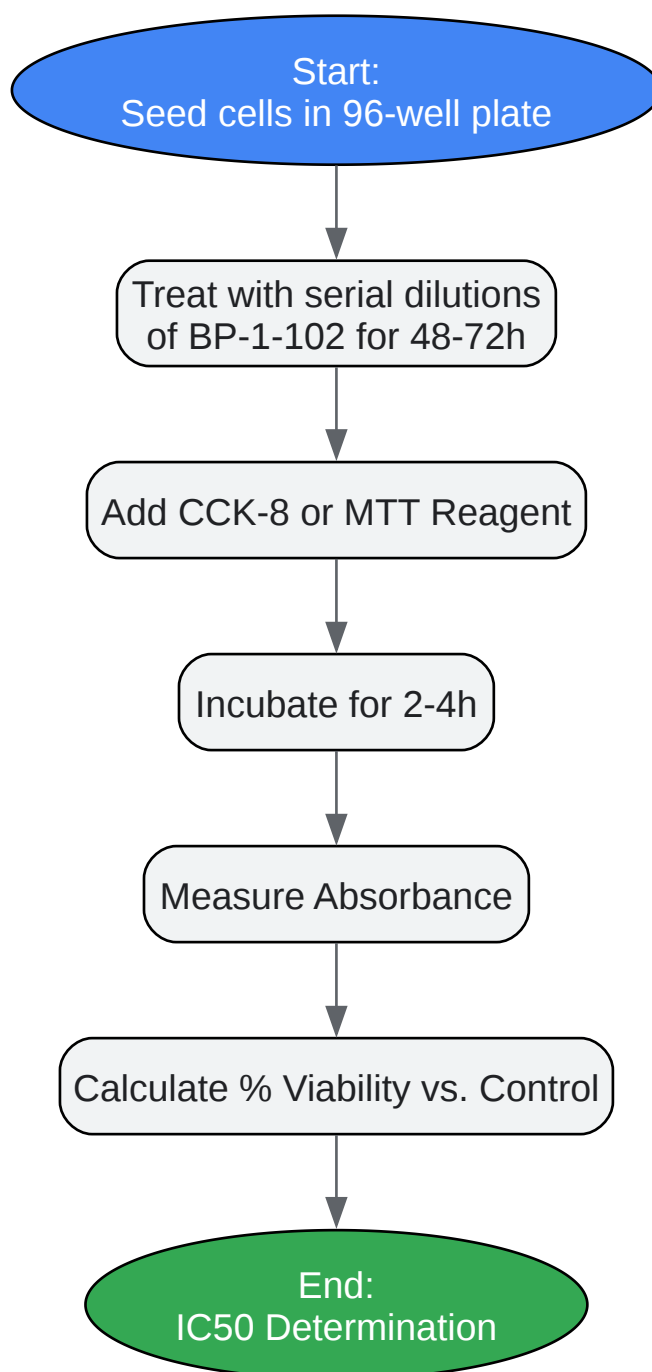 Start:
Seed cells in 96-well plate
Treat with serial dilutions
of BP-1-102 for 48-72h
Add CCK-8 or MTT Reagent
Incubate for 2-4h
Measure Absorbance
Calculate % Viability vs. Control
End:
IC50 Determination